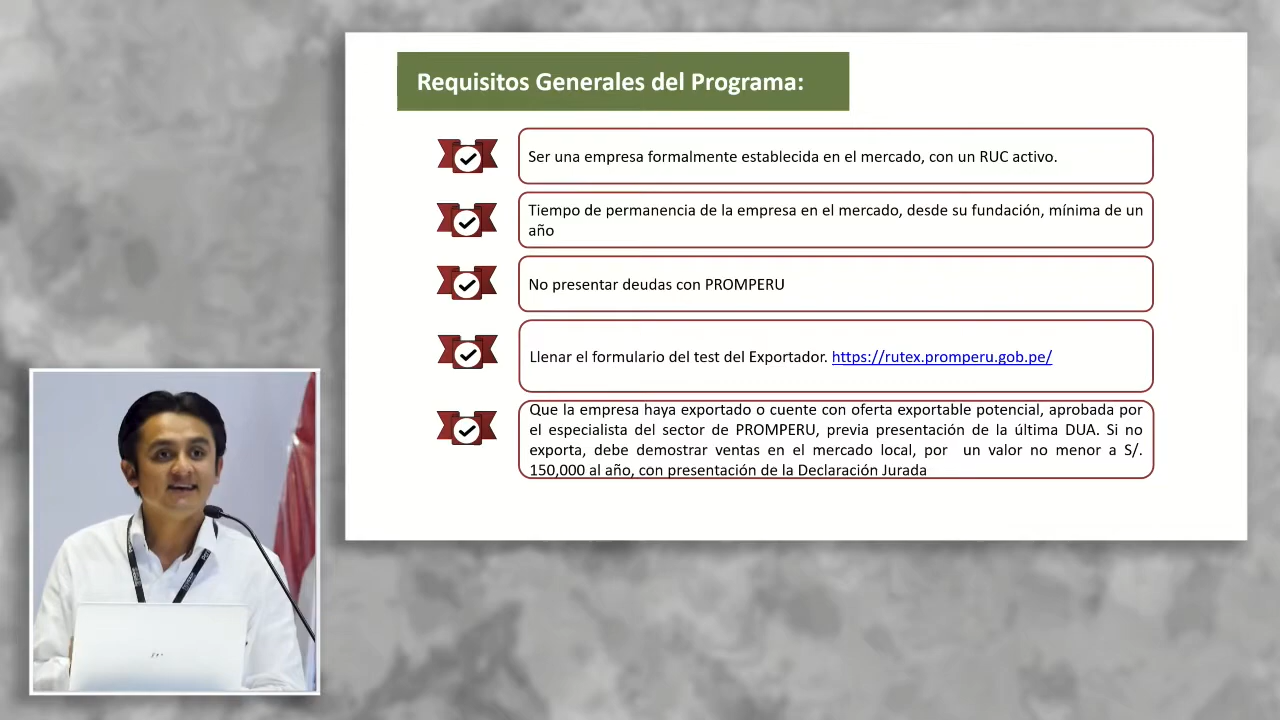 Requisitos Generales del Programa:
Ser una empresa formalmente establecida en el mercado, con un RUC activo.
Tiempo de permanencia de la empresa en el mercado, desde su fundación, mínima de un
año
No presentar deudas con PROMPERU
Llenar el formulario del test del Exportador. https://rutex.promperu.gob.pe/
Que la empresa haya exportado o cuente con oferta exportable potencial, aprobada por
el especialista del sector de PROMPERU, previa presentación de la última DUA. Si no
exporta, debe demostrar ventas en el mercado local, por un valor no menor a S/.
150,000 al año, con presentación de la Declaración Jurada